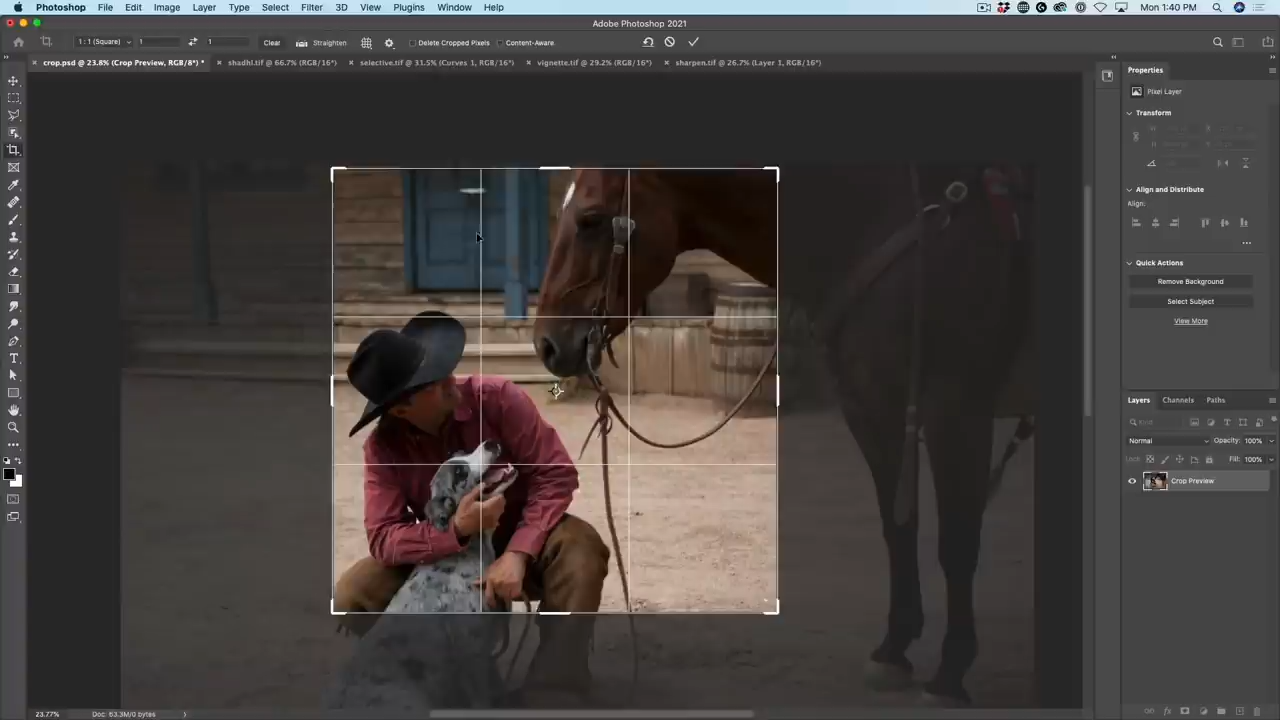 Photoshop File Edit Image Layer Type Select Filter 3D View Plugins Window Help Mon 1:40 PM
Adobe Photoshop 2021
1 : 1 (Square) 1 1 Clear Straighten Delete Cropped Pixels Content-Aware
crop.psd @ 23.8% (Crop Preview, RGB/8*) * shadhl.tif @ 66.7% (RGB/16*) selective.tif @ 31.5% (Curves 1, RGB/16*) vignette.tif @ 29.2% (RGB/16*) sharpen.tif @ 26.7% (Layer 1, RGB/16*)
Properties
Pixel Layer
Transform
Align and Distribute
Align:
Quick Actions
Remove Background
Select Subject
View More
Layers Channels Paths
Kind
Normal Opacity: 100%
Lock: Fill: 100%
Crop Preview
23.77% Doc: 63.3M/0 bytes